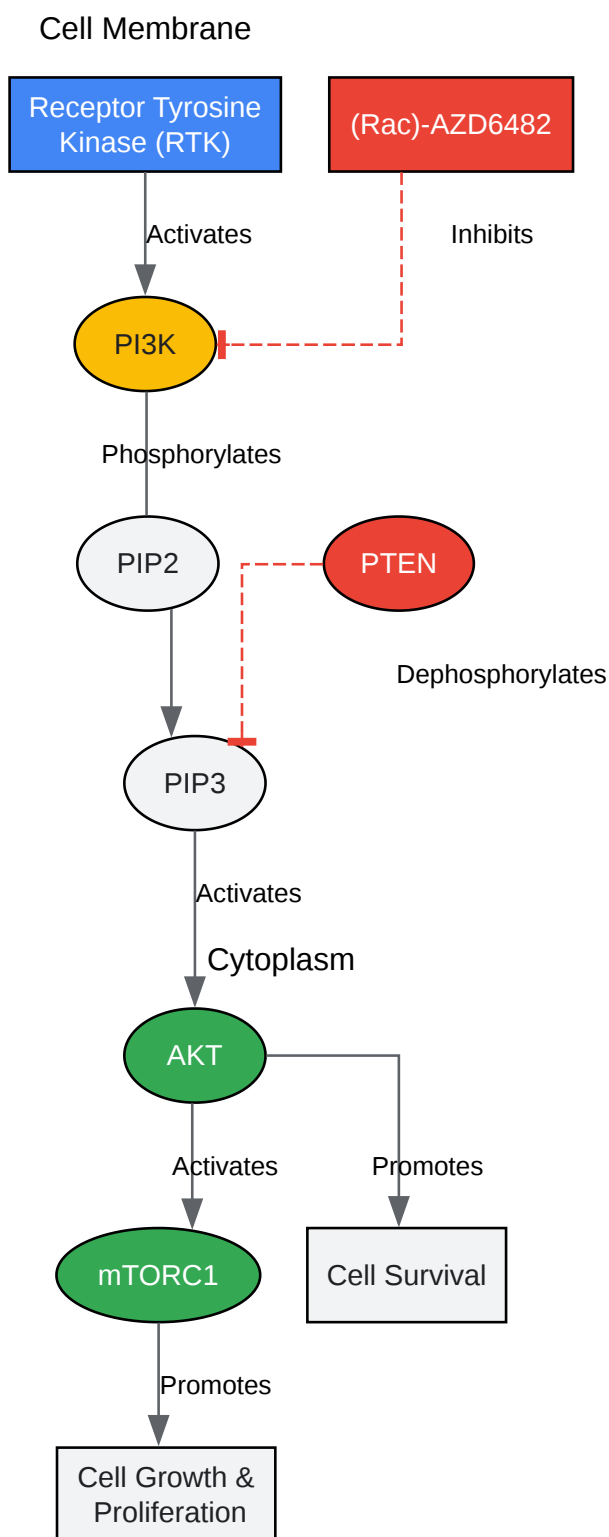 Cell Membrane
Receptor Tyrosine
Kinase (RTK)
(Rac)-AZD6482
Activates
Inhibits
PI3K
Phosphorylates
PIP2
PTEN
Dephosphorylates
PIP3
Activates
Cytoplasm
AKT
Activates
Promotes
mTORC1
Cell Survival
Promotes
Cell Growth &
Proliferation